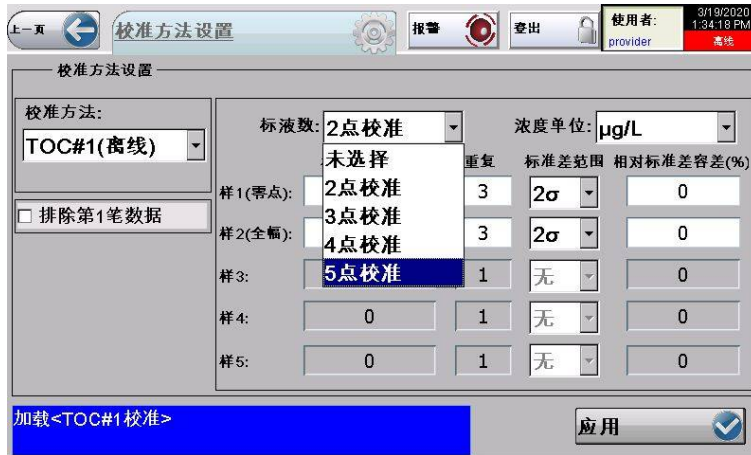 上一页
校准方法设置
报警
登出
使用者:
provider
3/19/2020
1:34:18 PM
离线
校准方法设置
校准方法:
TOC#1(离线)
排除第1笔数据
标液数: 2点校准
浓度单位: µg/L
未选择
2点校准
3点校准
4点校准
5点校准
重复 标准差范围 相对标准差容差(%)
样1(零点): 3 2σ 0
样2(全幅): 3 2σ 0
样3: 1 无 0
样4: 0 1 无 0
样5: 0 1 无 0
加载<TOC#1校准>
应用